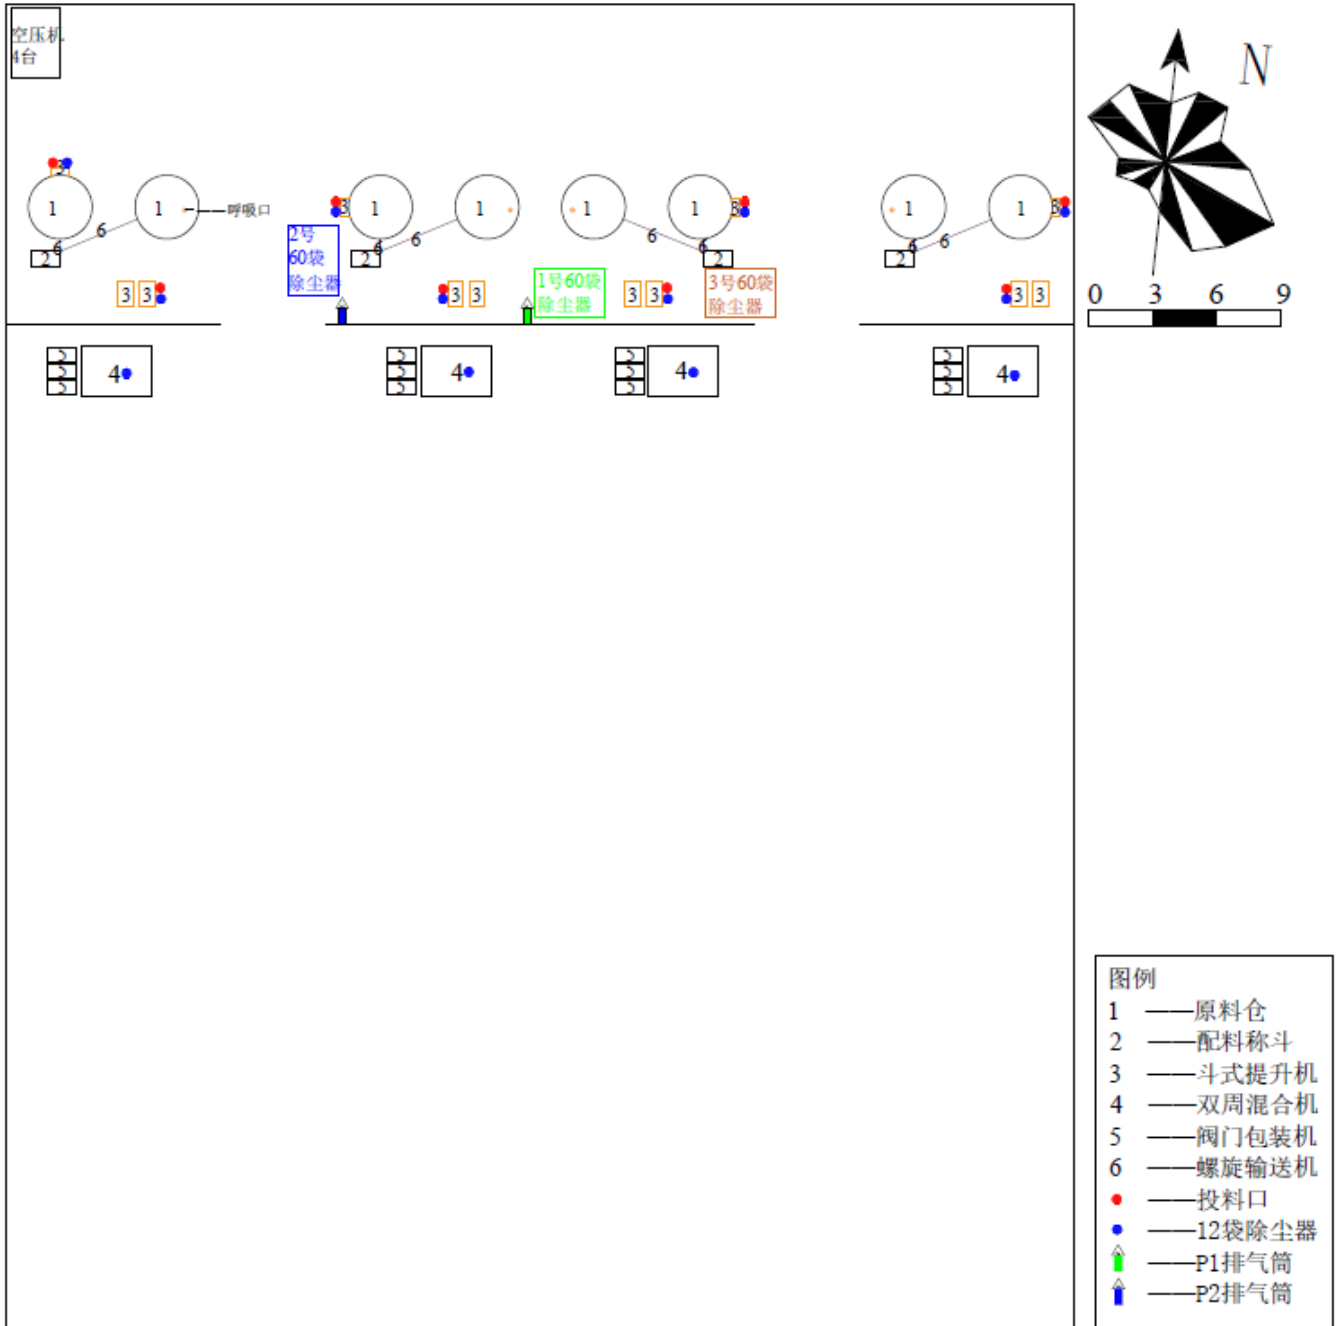 空压机
4台
N
3
1
1
呼吸口
3
1
1
1
1
3
1
1
3
6
6
6
6
6
6
6
6
2
2
2
2
2号
60袋
除尘器
1号60袋
除尘器
3号60袋
除尘器
3 3
3 3
3 3
3 3
0 3 6 9
5
5
5
4
5
5
5
4
5
5
5
4
5
5
5
4
图例
1 ——原料仓
2 ——配料称斗
3 ——斗式提升机
4 ——双周混合机
5 ——阀门包装机
6 ——螺旋输送机
——投料口
——12袋除尘器
——P1排气筒
——P2排气筒